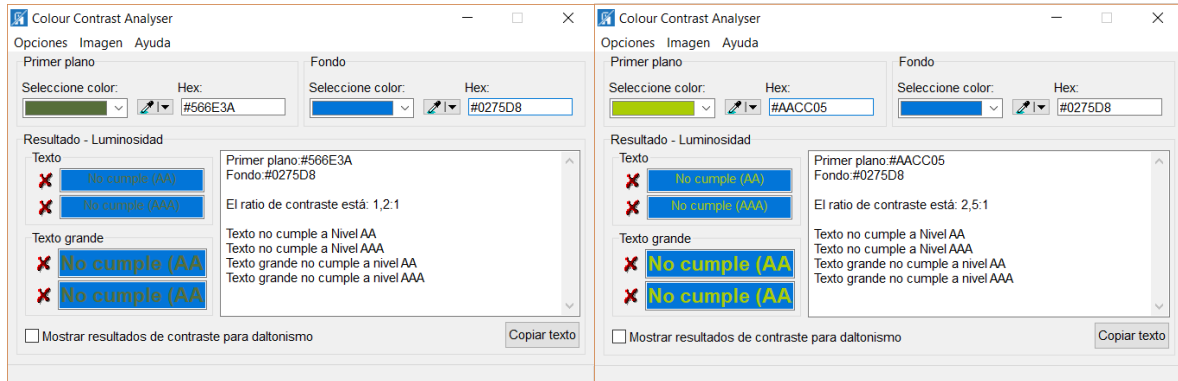 Colour Contrast Analyser
Opciones Imagen Ayuda
Primer plano
Seleccione color: Hex:
#566E3A
Fondo
Seleccione color: Hex:
#0275D8
Resultado - Luminosidad
Texto
No cumple (AA)
No cumple (AAA)
Texto grande
No cumple (AA
No cumple (AA
Primer plano:#566E3A
Fondo:#0275D8
El ratio de contraste está: 1,2:1
Texto no cumple a Nivel AA
Texto no cumple a Nivel AAA
Texto grande no cumple a nivel AA
Texto grande no cumple a nivel AAA
Mostrar resultados de contraste para daltonismo
Copiar texto
Colour Contrast Analyser
Opciones Imagen Ayuda
Primer plano
Seleccione color: Hex:
#AACC05
Fondo
Seleccione color: Hex:
#0275D8
Resultado - Luminosidad
Texto
No cumple (AA)
No cumple (AAA)
Texto grande
No cumple (AA
No cumple (AA
Primer plano:#AACC05
Fondo:#0275D8
El ratio de contraste está: 2,5:1
Texto no cumple a Nivel AA
Texto no cumple a Nivel AAA
Texto grande no cumple a nivel AA
Texto grande no cumple a nivel AAA
Mostrar resultados de contraste para daltonismo
Copiar texto